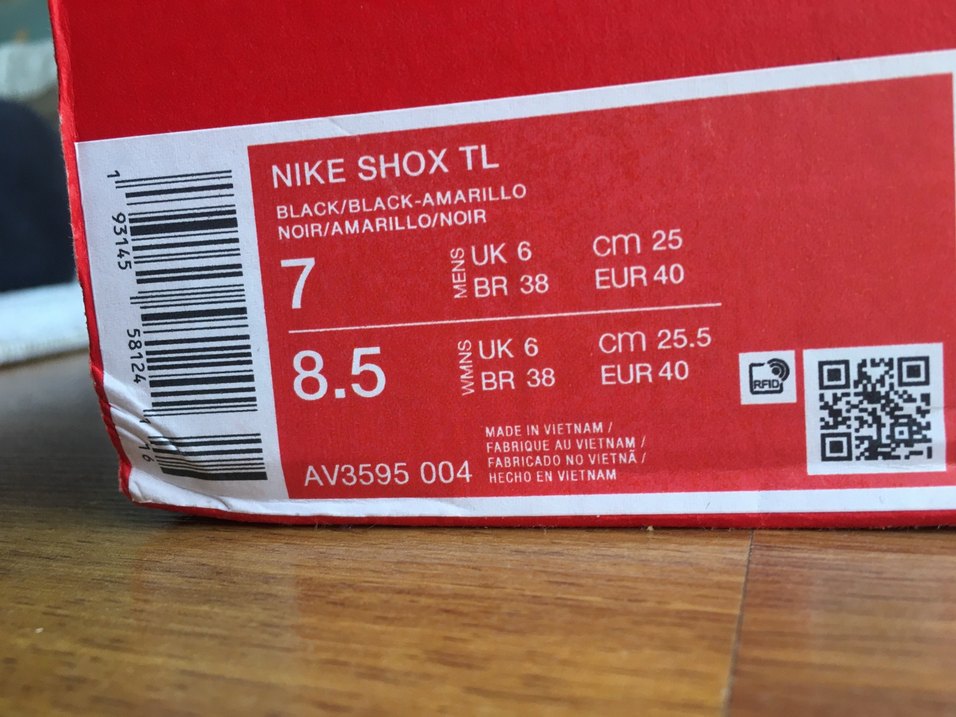 NIKE SHOX TL
BLACK/BLACK-AMARILLO
NOIR/AMARILLO/NOIR
7 MENS UK 6 cm 25
BR 38 EUR 40
8.5 WMNS UK 6 cm 25.5
BR 38 EUR 40
RFID
AV3595 004
MADE IN VIETNAM /
FABRIQUE AU VIETNAM /
FABRICADO NO VIETNÃ /
HECHO EN VIETNAM
1 93145 58124